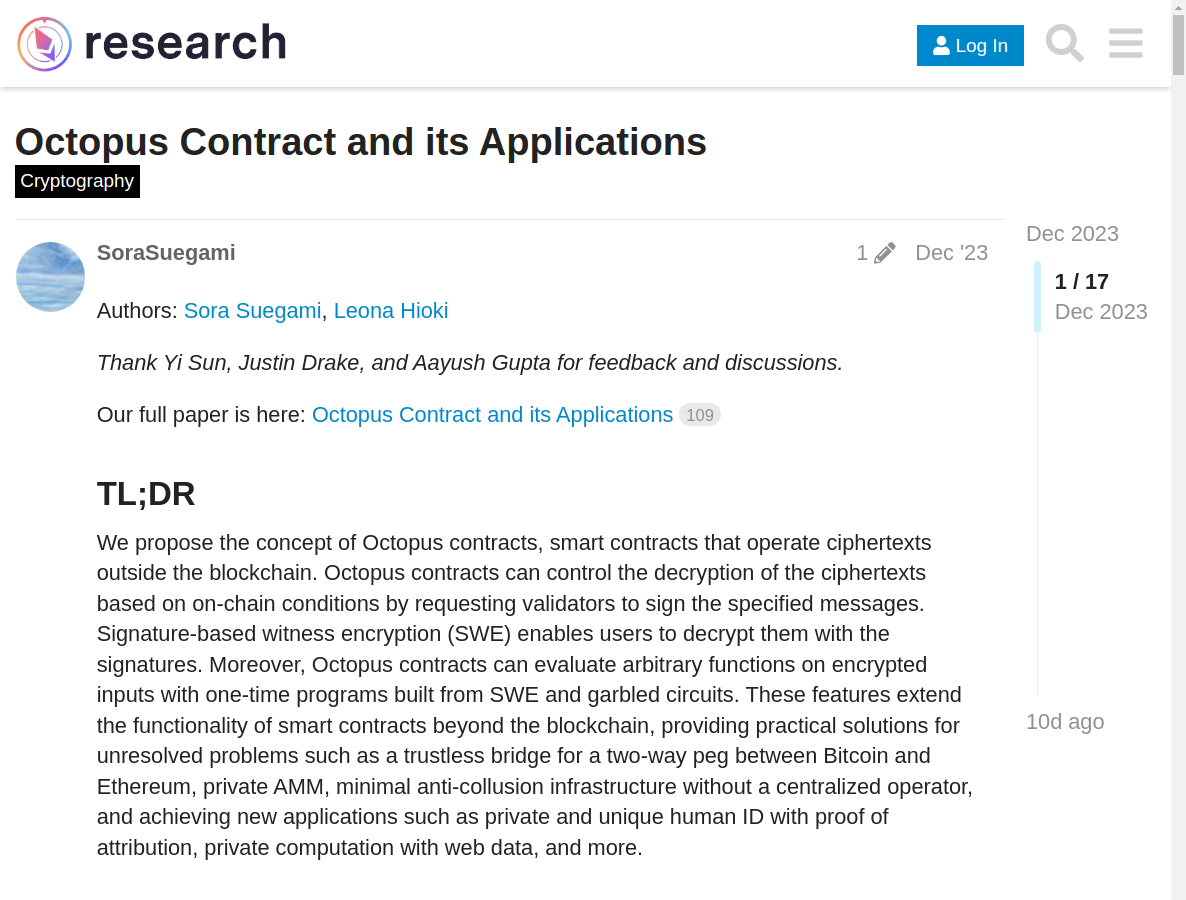 research
Log In
Octopus Contract and its Applications
Cryptography
SoraSuegami
1
Dec '23
Dec 2023
1 / 17
Dec 2023
10d ago
Authors: Sora Suegami, Leona Hioki
Thank Yi Sun, Justin Drake, and Aayush Gupta for feedback and discussions.
Our full paper is here: Octopus Contract and its Applications 109
TL;DR
We propose the concept of Octopus contracts, smart contracts that operate ciphertexts
outside the blockchain. Octopus contracts can control the decryption of the ciphertexts
based on on-chain conditions by requesting validators to sign the specified messages.
Signature-based witness encryption (SWE) enables users to decrypt them with the
signatures. Moreover, Octopus contracts can evaluate arbitrary functions on encrypted
inputs with one-time programs built from SWE and garbled circuits. These features extend
the functionality of smart contracts beyond the blockchain, providing practical solutions for
unresolved problems such as a trustless bridge for a two-way peg between Bitcoin and
Ethereum, private AMM, minimal anti-collusion infrastructure without a centralized operator,
and achieving new applications such as private and unique human ID with proof of
attribution, private computation with web data, and more.